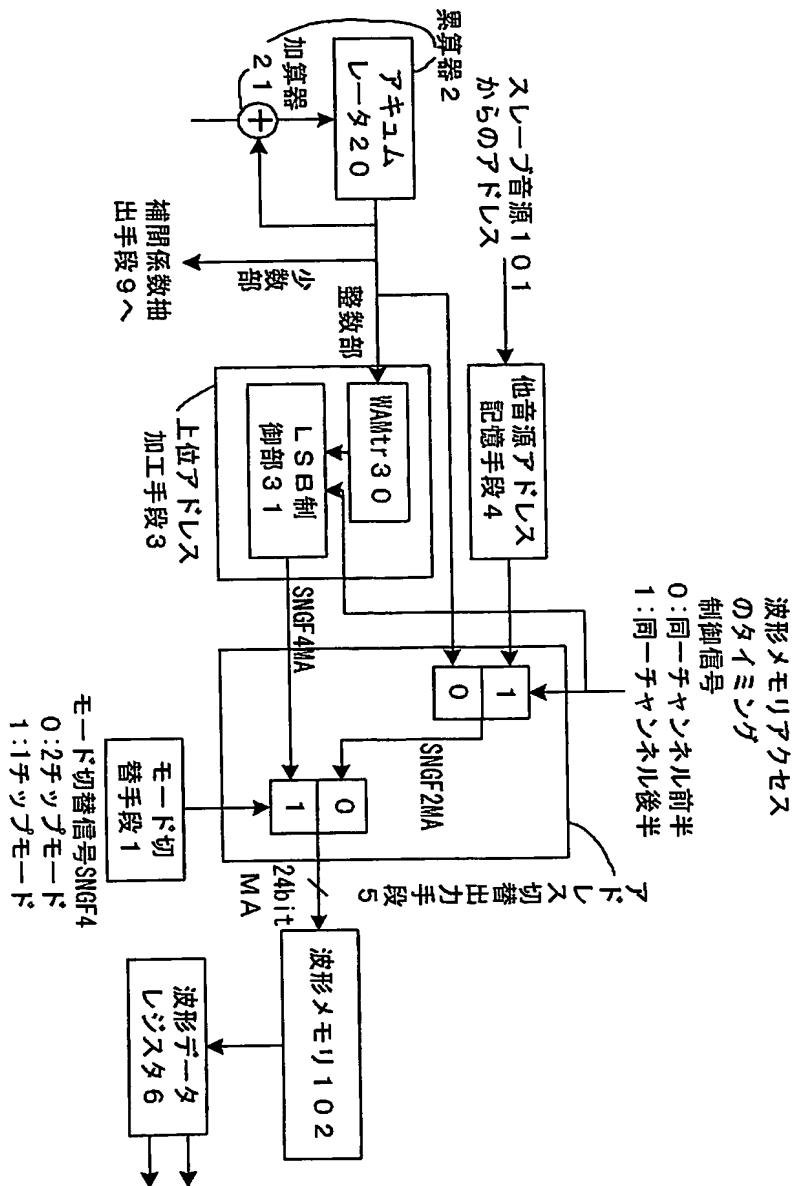 累算器2
加算器
21
アキュム
レータ20
スレーブ音源101
からのアドレス
補間係数抽
出手段9へ
少数
部
整数部
WAMtr30
LSB制
御部31
上位アドレス
加工手段3
他音源アドレス
記憶手段4
波形メモリアクセス
のタイミング
制御信号
0:同一チャンネル前半
1:同一チャンネル後半
SNGF4MA
0
1
SNGF2MA
1
0
モード切
替手段1
モード切替信号SNGF4
0:2チップモード
1:1チップモード
アドレス切替出力手段
5
24bit
MA
波形メモリ102
波形データ
レジスタ6